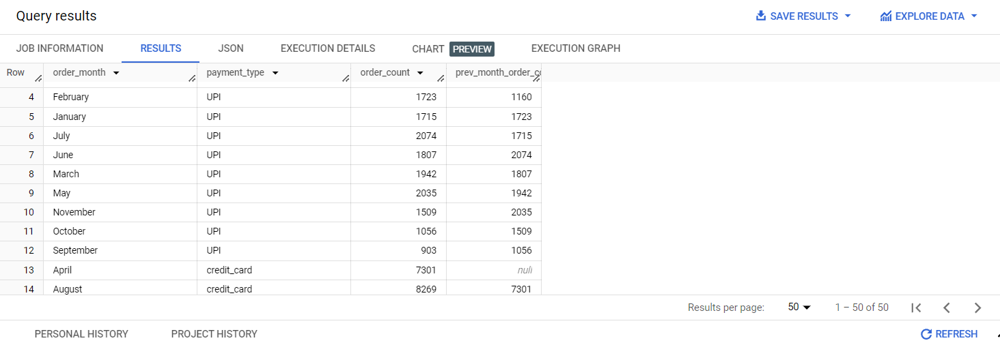 Query results SAVE RESULTS EXPLORE DATA
JOB INFORMATION RESULTS JSON EXECUTION DETAILS CHART PREVIEW EXECUTION GRAPH
Row order_month payment_type order_count prev_month_order_co
4 February UPI 1723 1160
5 January UPI 1715 1723
6 July UPI 2074 1715
7 June UPI 1807 2074
8 March UPI 1942 1807
9 May UPI 2035 1942
10 November UPI 1509 2035
11 October UPI 1056 1509
12 September UPI 903 1056
13 April credit_card 7301 null
14 August credit_card 8269 7301
Results per page: 50 1 – 50 of 50
PERSONAL HISTORY PROJECT HISTORY REFRESH